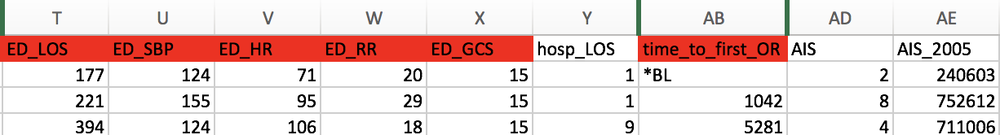 T U V W X Y AB AD AE
ED_LOS ED_SBP ED_HR ED_RR ED_GCS hosp_LOS time_to_first_OR AIS AIS_2005
177 124 71 20 15 1 *BL 2 240603
221 155 95 29 15 1 1042 8 752612
394 124 106 18 15 9 5281 4 711006